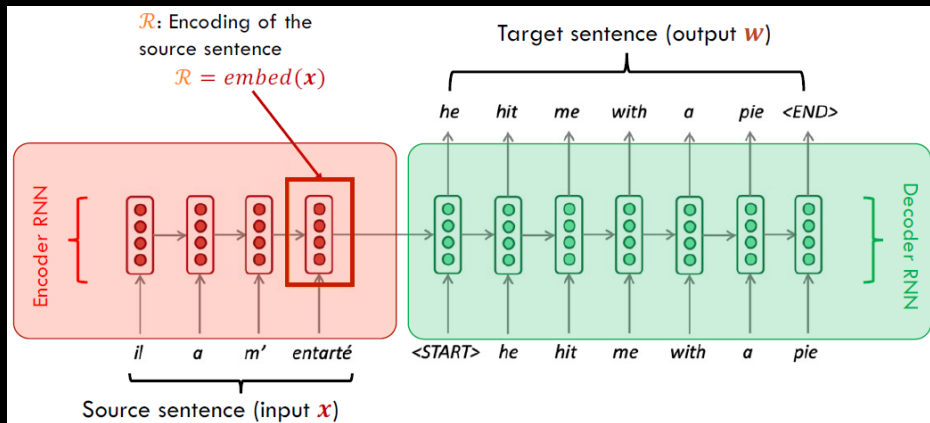 ℛ: Encoding of the
source sentence
ℛ = embed(x)
Target sentence (output w)
he hit me with a pie <END>
Encoder RNN
Decoder RNN
il a m' entarté
<START> he hit me with a pie
Source sentence (input x)